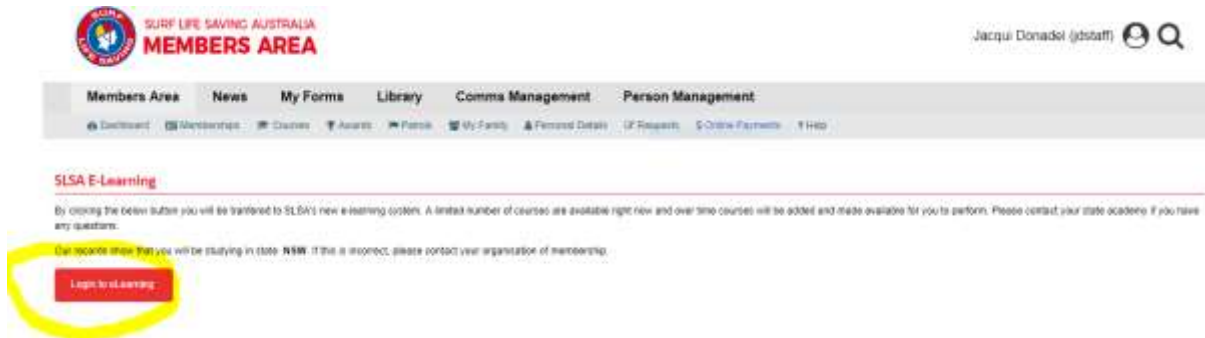 SURF LIFE SAVING AUSTRALIA
MEMBERS AREA
SURF
LIFE SAVING
Jacqui Donadel (jdstaff)
Members Area News My Forms Library Comms Management Person Management
Dashboard Memberships Courses Awards Patrols My Family Personal Details Requests Online Payments Help
SLSA E-Learning
By clicking the below button you will be tranfered to SLSA's new e-learning system. A limited number of courses are available right now and over time courses will be added and made available for you to perform. Please contact your state academy if you have
any questions.
Our records show that you will be studying in state: NSW. If this is incorrect, please contact your organisation of membership.
Login to eLearning